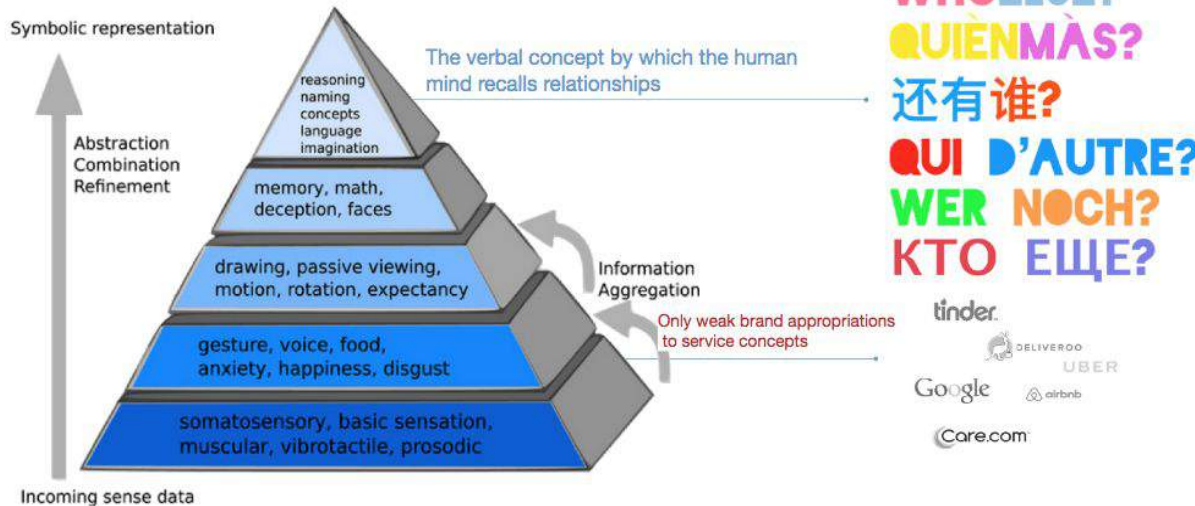 WHOELSE?
QUIÈNMÀS?
还有谁?
QUI D'AUTRE?
WER NOCH?
КТО ЕЩЕ?
Symbolic representation
The verbal concept by which the human
mind recalls relationships
reasoning
naming
concepts
language
imagination
Abstraction
Combination
Refinement
memory, math,
deception, faces
drawing, passive viewing,
motion, rotation, expectancy
Information
Aggregation
Only weak brand appropriations
to service concepts
gesture, voice, food,
anxiety, happiness, disgust
somatosensory, basic sensation,
muscular, vibrotactile, prosodic
Incoming sense data
tinder
DELIVEROO
UBER
Google
airbnb
Care.com